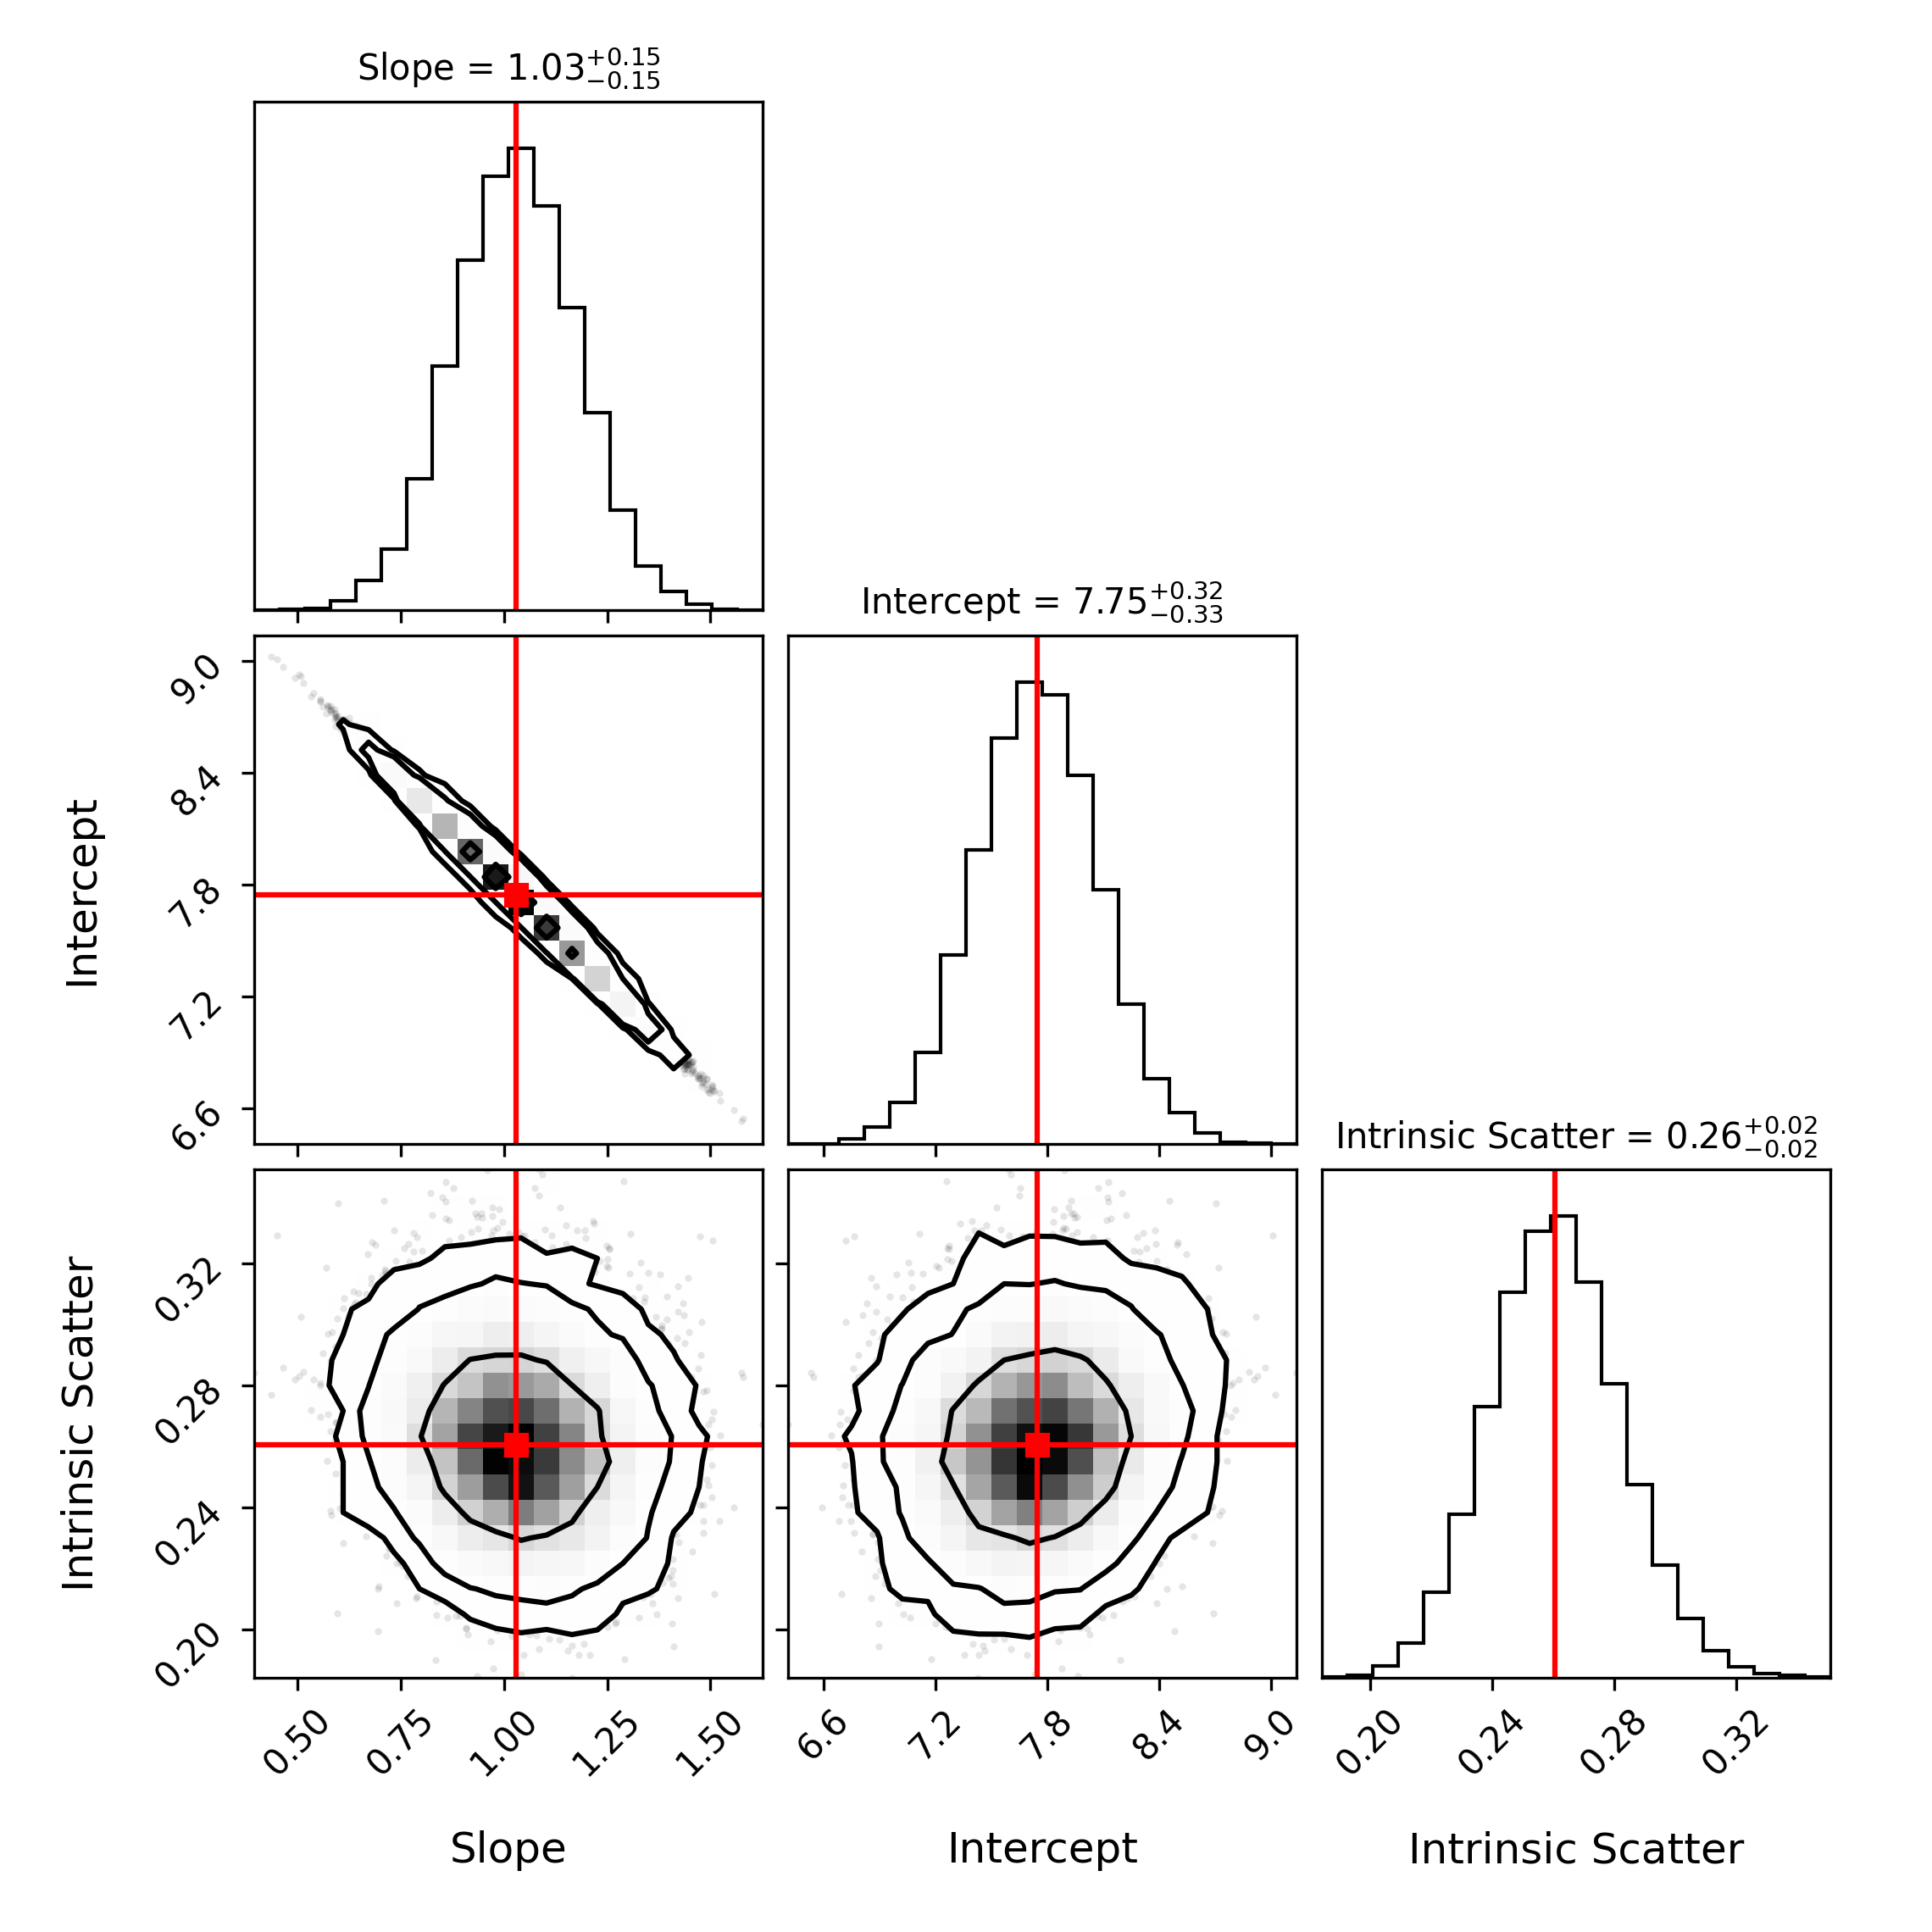 Slope = 1.03^{+0.15}_{−0.15}
Intercept = 7.75^{+0.32}_{−0.33}
9.0
8.4
7.8
7.2
6.6
Intercept
Intrinsic Scatter = 0.26^{+0.02}_{−0.02}
0.32
0.28
0.24
0.20
Intrinsic Scatter
0.50 0.75 1.00 1.25 1.50
Slope
6.6 7.2 7.8 8.4 9.0
Intercept
0.20 0.24 0.28 0.32
Intrinsic Scatter